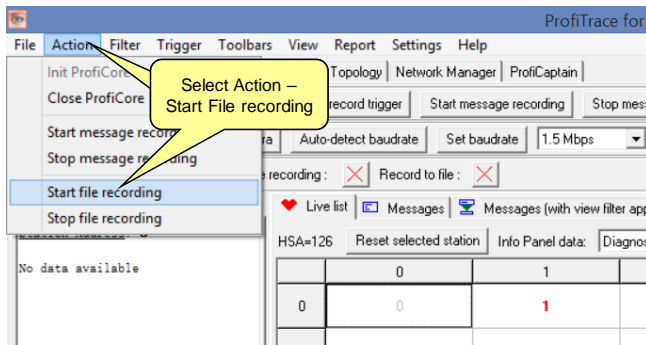 ProfiTrace for
File Action Filter Trigger Toolbars View Report Settings Help
Init ProfiCore
Topology Network Manager ProfiCaptain
Select Action –
Start File recording
Close ProfiCore
record trigger Start message recording Stop mess
Start message recording
Auto-detect baudrate Set baudrate 1.5 Mbps
Stop message recording
recording : Record to file :
Start file recording
Live list Messages Messages (with view filter app
Stop file recording
HSA=126 Reset selected station Info Panel data: Diagnos
No data available
0 1
0 0 1